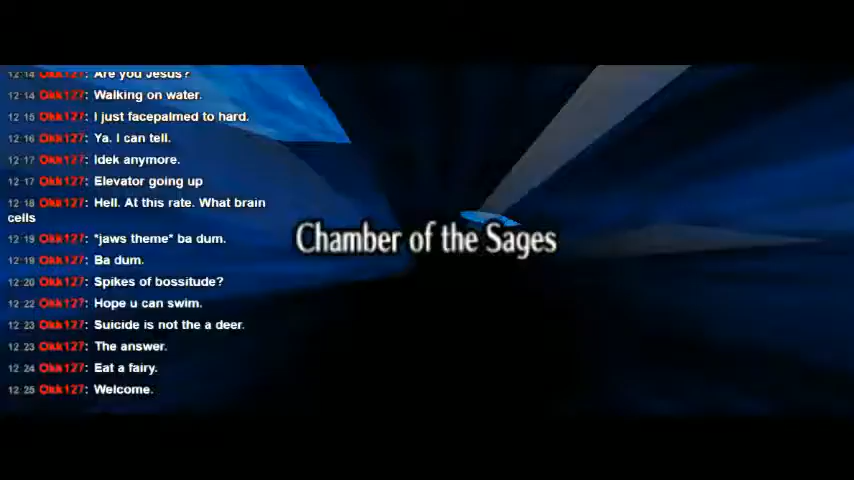 12:14 Okk127: Are you Jesus?
12:14 Okk127: Walking on water.
12:15 Okk127: I just facepalmed to hard.
12:16 Okk127: Ya. I can tell.
12:17 Okk127: Idek anymore.
12:17 Okk127: Elevator going up
12:18 Okk127: Hell. At this rate. What brain
cells
12:19 Okk127: *jaws theme* ba dum.
12:19 Okk127: Ba dum.
12:20 Okk127: Spikes of bossitude?
12:22 Okk127: Hope u can swim.
12:23 Okk127: Suicide is not the a deer.
12:23 Okk127: The answer.
12:24 Okk127: Eat a fairy.
12:25 Okk127: Welcome.
Chamber of the Sages